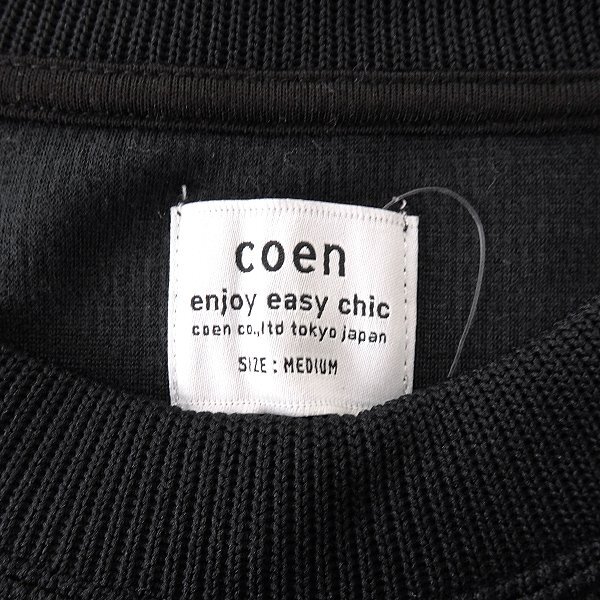 coen
enjoy easy chic
coen co.,ltd tokyo japan
SIZE : MEDIUM